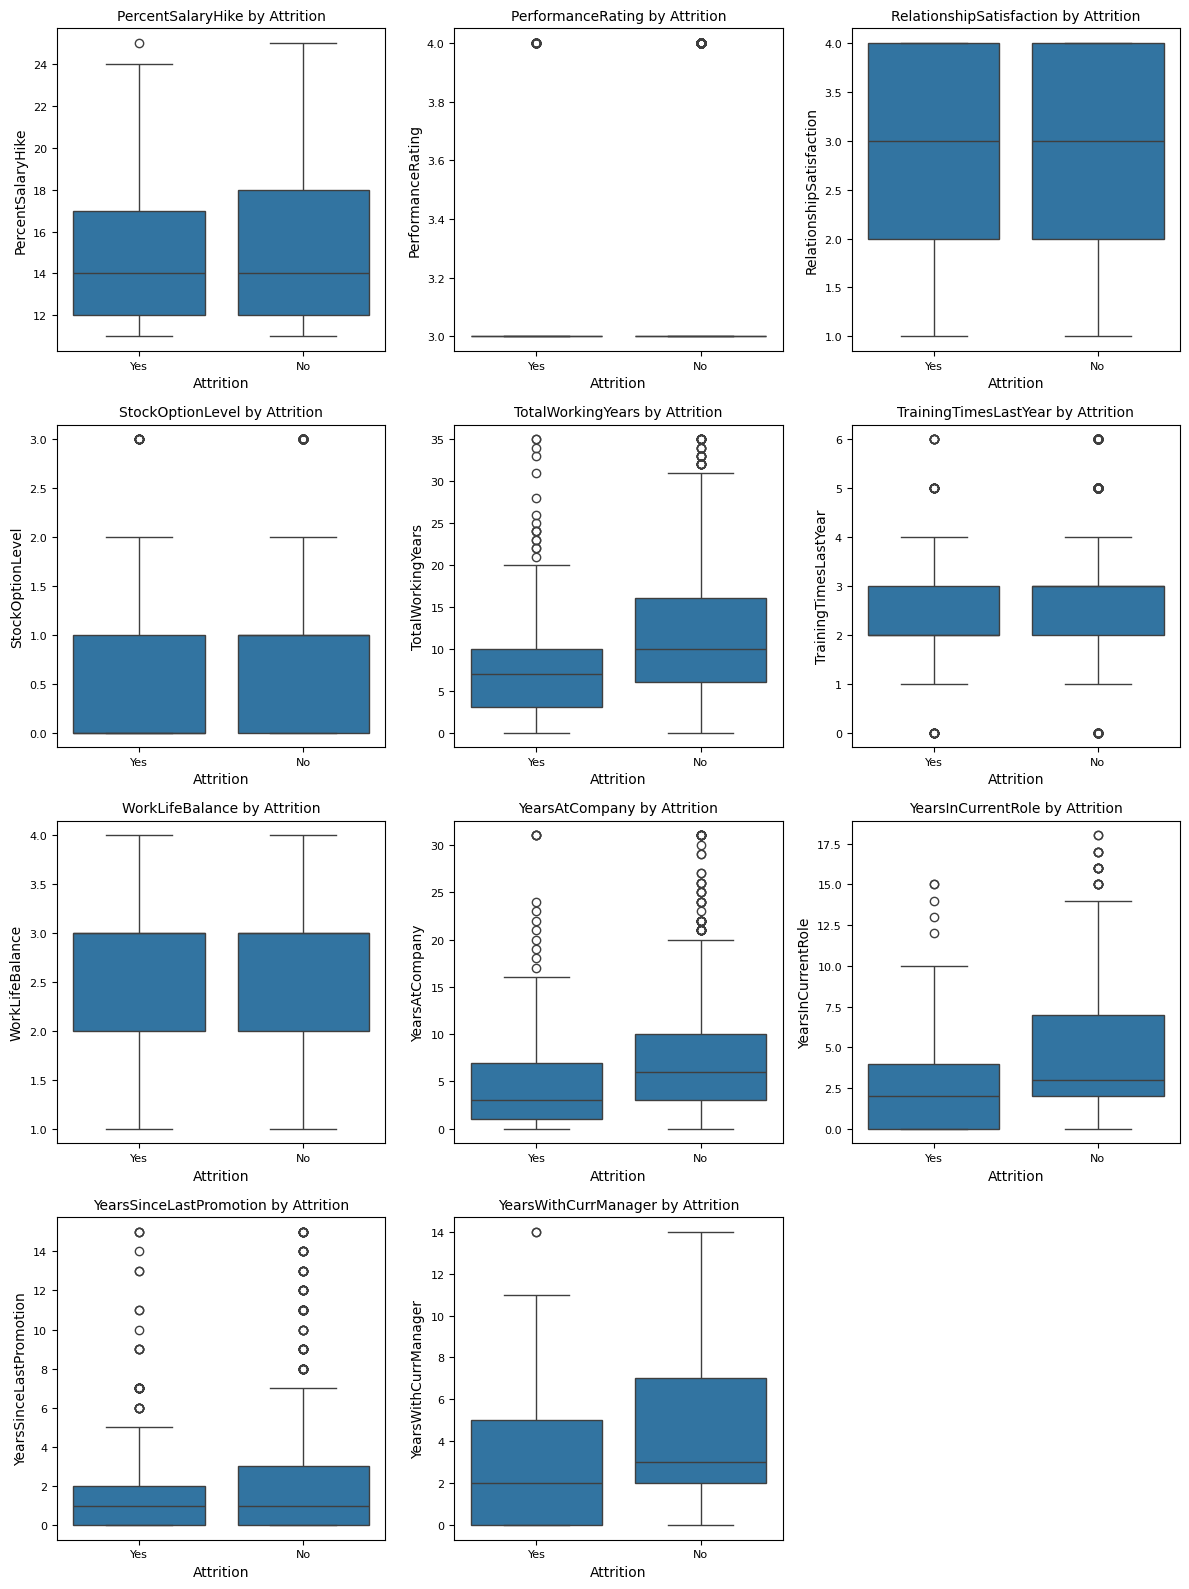 PercentSalaryHike by Attrition
PerformanceRating by Attrition
RelationshipSatisfaction by Attrition
PercentSalaryHike
24
22
20
18
16
14
12
Yes
No
Attrition
PerformanceRating
4.0
3.8
3.6
3.4
3.2
3.0
Yes
No
Attrition
RelationshipSatisfaction
4.0
3.5
3.0
2.5
2.0
1.5
1.0
Yes
No
Attrition
StockOptionLevel by Attrition
TotalWorkingYears by Attrition
TrainingTimesLastYear by Attrition
StockOptionLevel
3.0
2.5
2.0
1.5
1.0
0.5
0.0
Yes
No
Attrition
TotalWorkingYears
35
30
25
20
15
10
5
0
Yes
No
Attrition
TrainingTimesLastYear
6
5
4
3
2
1
0
Yes
No
Attrition
WorkLifeBalance by Attrition
YearsAtCompany by Attrition
YearsInCurrentRole by Attrition
WorkLifeBalance
4.0
3.5
3.0
2.5
2.0
1.5
1.0
Yes
No
Attrition
YearsAtCompany
30
25
20
15
10
5
0
Yes
No
Attrition
YearsInCurrentRole
17.5
15.0
12.5
10.0
7.5
5.0
2.5
0.0
Yes
No
Attrition
YearsSinceLastPromotion by Attrition
YearsWithCurrManager by Attrition
YearsSinceLastPromotion
14
12
10
8
6
4
2
0
Yes
No
Attrition
YearsWithCurrManager
14
12
10
8
6
4
2
0
Yes
No
Attrition